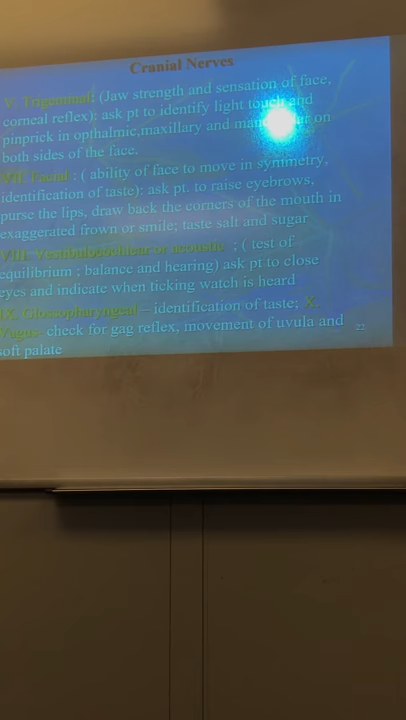 Cranial Nerves
V. Trigeminal: (Jaw strength and sensation of face,
corneal reflex): ask pt to identify light touch and
pinprick in opthalmic,maxillary and on
both sides of the face.
VII. Facial : ( ability of face to move in symmetry,
identification of taste): ask pt. to raise eyebrows,
purse the lips, draw back the corners of the mouth in
exaggerated frown or smile; taste salt and sugar
VIII. Vestibulocochlear or acoustic : ( test of
equilibrium ; balance and hearing) ask pt to close
eyes and indicate when ticking watch is heard
IX. Glossopharyngeal – identification of taste; X.
Vagus- check for gag reflex, movement of uvula and
soft palate
22